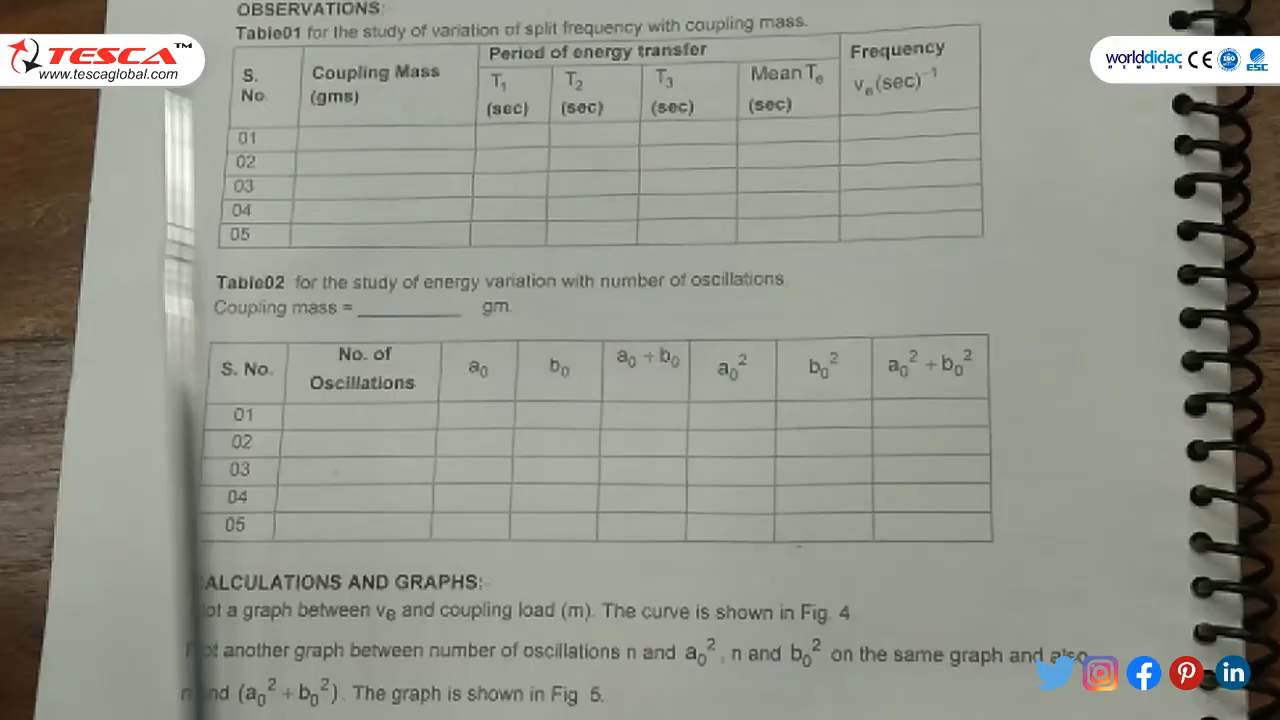 OBSERVATIONS:
Table01 for the study of variation of split frequency with coupling mass.
TESCA™
www.tescaglobal.com
worlddidac
MEMBER
CE
ISO
ESC
S. No.
Coupling Mass (gms)
Period of energy transfer
Frequency νe (sec)⁻¹
T₁ (sec)
T₂ (sec)
T₃ (sec)
Mean Te (sec)
01
02
03
04
05
Table02 for the study of energy variation with number of oscillations
Coupling mass = __________ gm.
S. No.
No. of Oscillations
a₀
b₀
a₀ + b₀
a₀²
b₀²
a₀² + b₀²
01
02
03
04
05
ALCULATIONS AND GRAPHS:
a graph between νe and coupling load (m). The curve is shown in Fig. 4
another graph between number of oscillations n and a₀², n and b₀² on the same graph and also
(a₀² + b₀²). The graph is shown in Fig 5.
in